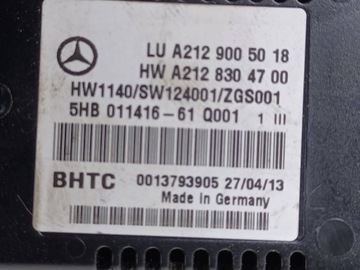 LU A212 900 50 18
HW A212 830 47 00
HW1140/SW124001/ZGS001
5HB 011416-61 Q001 1 III
BHTC 0013793905 27/04/13
Made in Germany